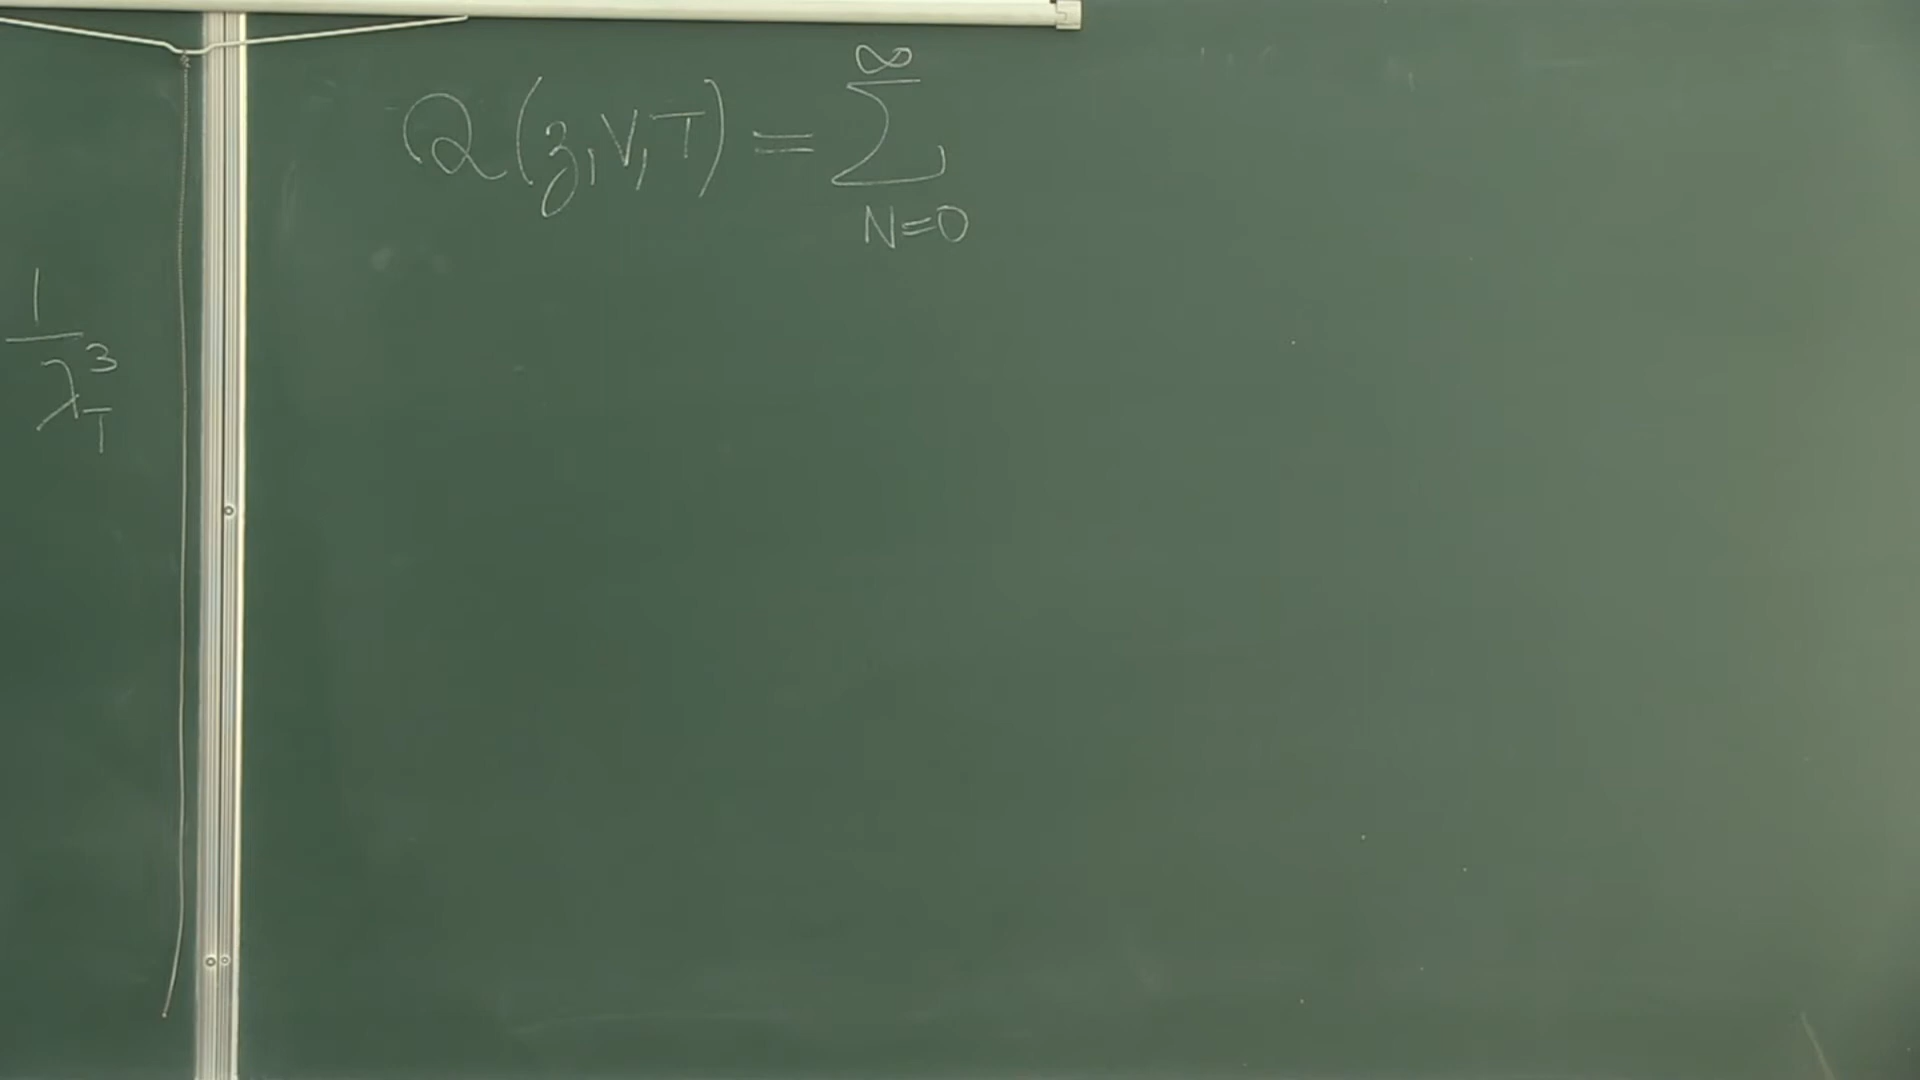 1/λ_T^3
Q(z,V,T) = ∑_{N=0}^{∞}